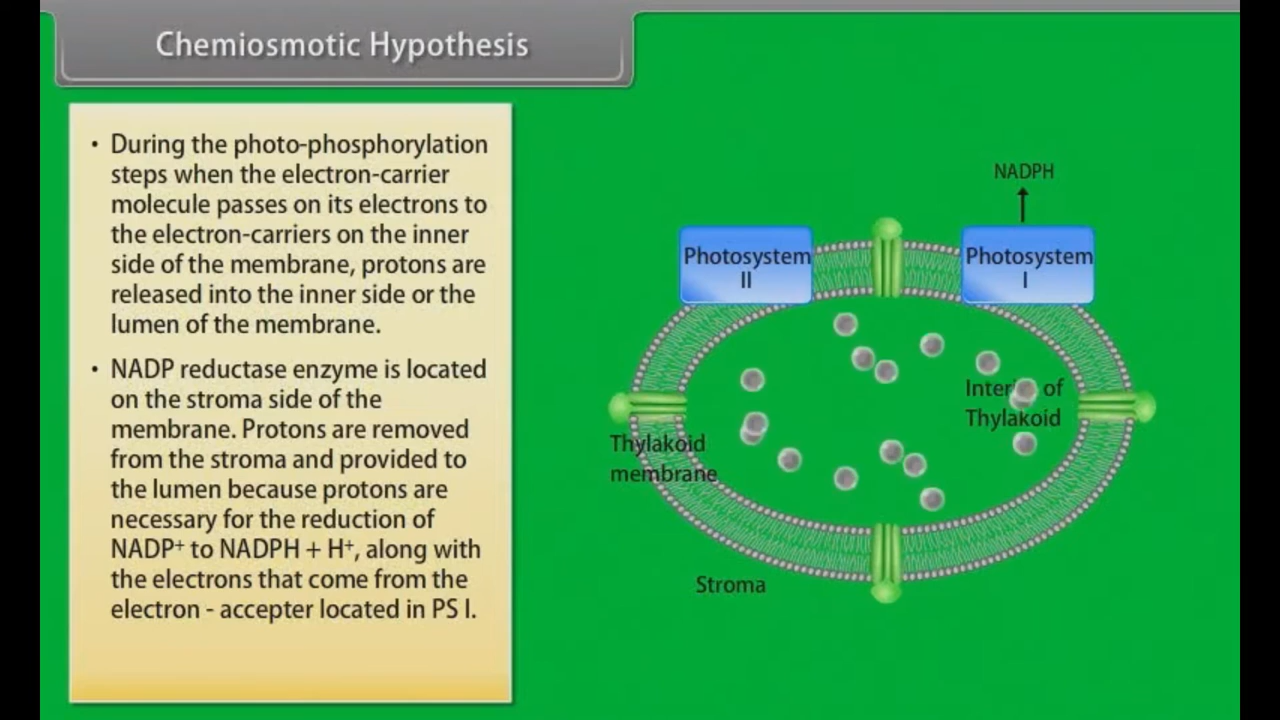 Chemiosmotic Hypothesis
• During the photo-phosphorylation
steps when the electron-carrier
molecule passes on its electrons to
the electron-carriers on the inner
side of the membrane, protons are
released into the inner side or the
lumen of the membrane.
• NADP reductase enzyme is located
on the stroma side of the
membrane. Protons are removed
from the stroma and provided to
the lumen because protons are
necessary for the reduction of
NADP⁺ to NADPH + H⁺, along with
the electrons that come from the
electron - accepter located in PS I.
NADPH
Photosystem
II
Photosystem
I
Interior of
Thylakoid
Thylakoid
membrane
Stroma